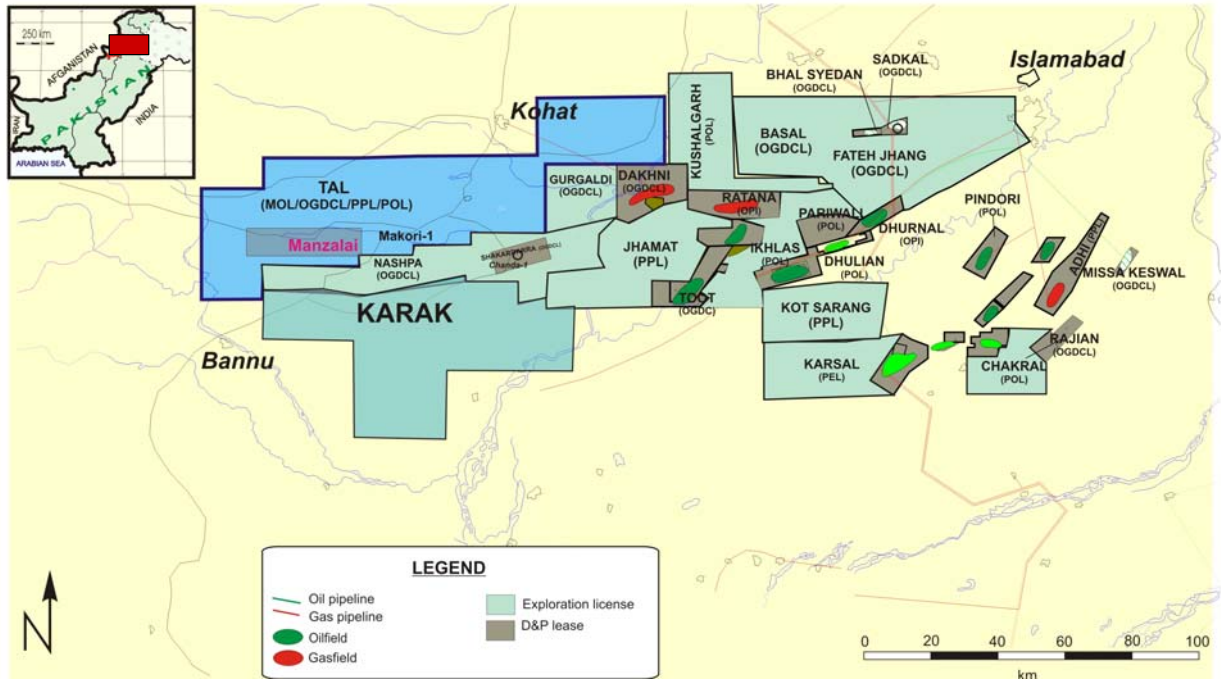 250 km
AFGANISTAN
PAKISTAN
INDIA
IRAN
ARABIAN SEA
Islamabad
SADKAL
(OGDCL)
BHAL SYEDAN
(OGDCL)
Kohat
KUSHALGARH
(POL)
BASAL
(OGDCL)
FATEH JHANG
(OGDCL)
TAL
(MOL/OGDCL/PPL/POL)
GURGALDI
(OGDCL)
DAKHNI
(OGDCL)
RATANA
(OPI)
PARIWALI
(POL)
PINDORI
(POL)
DHURNAL
(OPI)
Manzalai
Makori-1
NASHPA
(OGDCL)
SHAKARDARA (OGDCL)
Chanda-1
JHAMAT
(PPL)
IKHLAS
(POL)
DHULIAN
(POL)
ADHI (PPL)
MISSA KESWAL
(OGDCL)
TOOT
(OGDC)
KARAK
KOT SARANG
(PPL)
Bannu
KARSAL
(PEL)
CHAKRAL
(POL)
RAJIAN
(OGDCL)
LEGEND
Oil pipeline
Gas pipeline
Oilfield
Gasfield
Exploration license
D&P lease
N
0 20 40 60 80 100
km